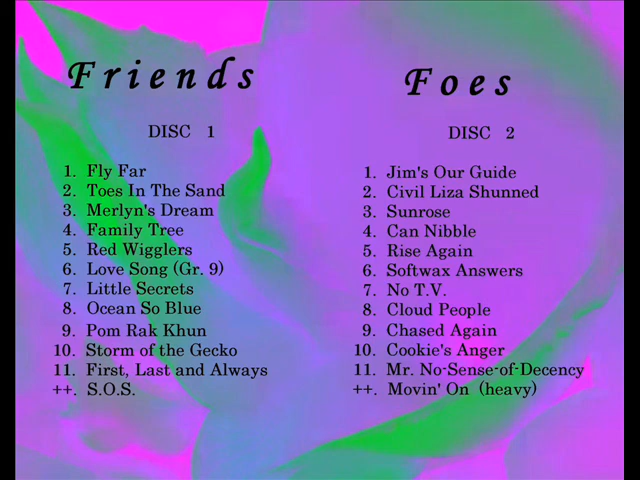 Friends
DISC 1
1. Fly Far
2. Toes In The Sand
3. Merlyn's Dream
4. Family Tree
5. Red Wigglers
6. Love Song (Gr. 9)
7. Little Secrets
8. Ocean So Blue
9. Pom Rak Khun
10. Storm of the Gecko
11. First, Last and Always
++. S.O.S.
Foes
DISC 2
1. Jim's Our Guide
2. Civil Liza Shunned
3. Sunrose
4. Can Nibble
5. Rise Again
6. Softwax Answers
7. No T.V.
8. Cloud People
9. Chased Again
10. Cookie's Anger
11. Mr. No-Sense-of-Decency
++. Movin' On (heavy)